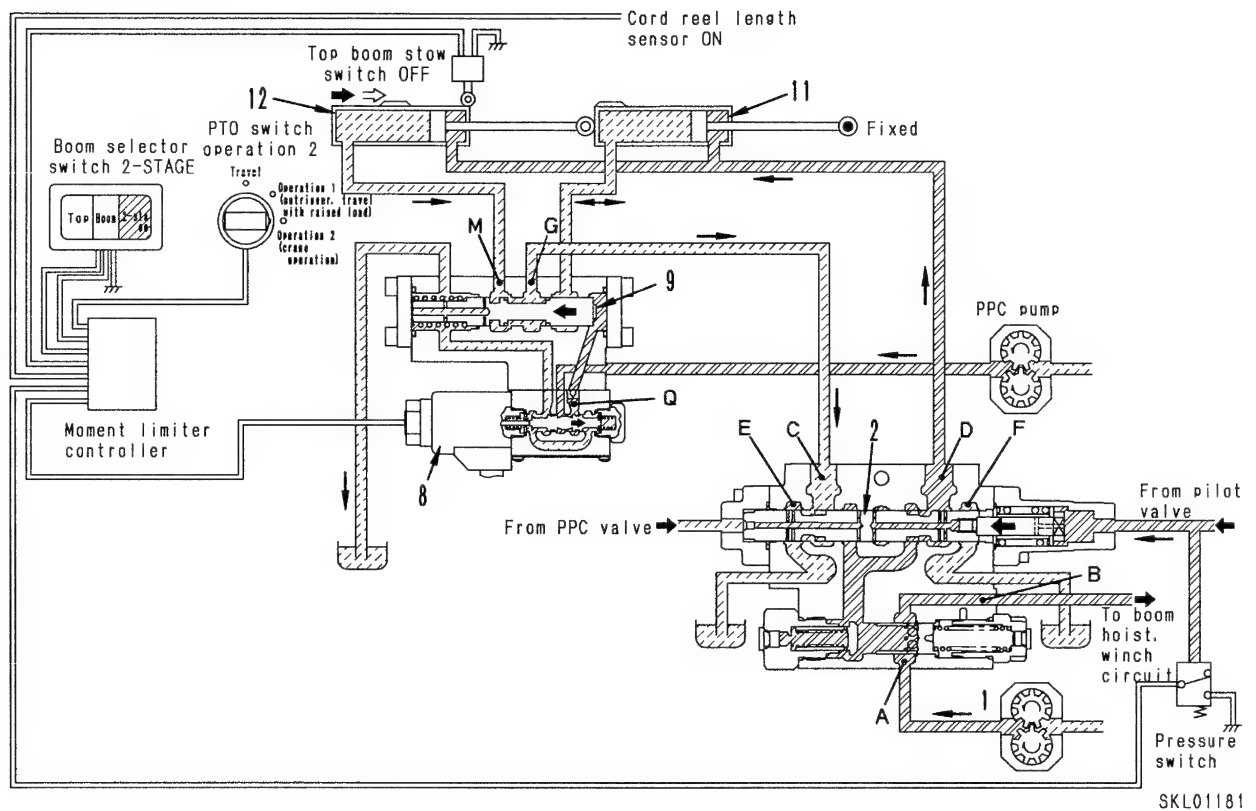 Cord reel length
sensor ON
Top boom stow
switch OFF
12
11
Fixed
PTO switch
operation 2
Boom selector
switch 2-STAGE
Travel
Operation 1
(outrigger, travel
with raised load)
Operation 2
(crane
operation)
Top
Boom
M
G
9
PPC pump
Q
Moment limiter
controller
8
E
C
2
D
F
From pilot
valve
From PPC valve
B
To boom
hoist.
winch
circuit
A
1
Pressure
switch
SKL01181